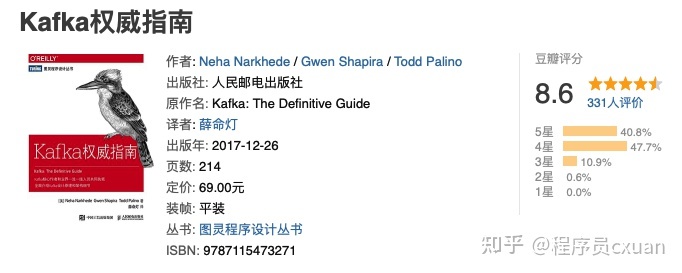 Kafka权威指南
O'REILLY
图灵程序设计丛书
Kafka权威指南
Kafka: The Definitive Guide
[美] Neha Narkhede Gwen Shapira Todd Palino 著
薛命灯 译
人民邮电出版社
作者: Neha Narkhede / Gwen Shapira / Todd Palino
出版社: 人民邮电出版社
原作名: Kafka: The Definitive Guide
译者: 薛命灯
出版年: 2017-12-26
页数: 214
定价: 69.00元
装帧: 平装
丛书: 图灵程序设计丛书
ISBN: 9787115473271
豆瓣评分
8.6
331人评价
5星 40.8%
4星 47.7%
3星 10.9%
2星 0.6%
1星 0.0%
知乎 @程序员cxuan